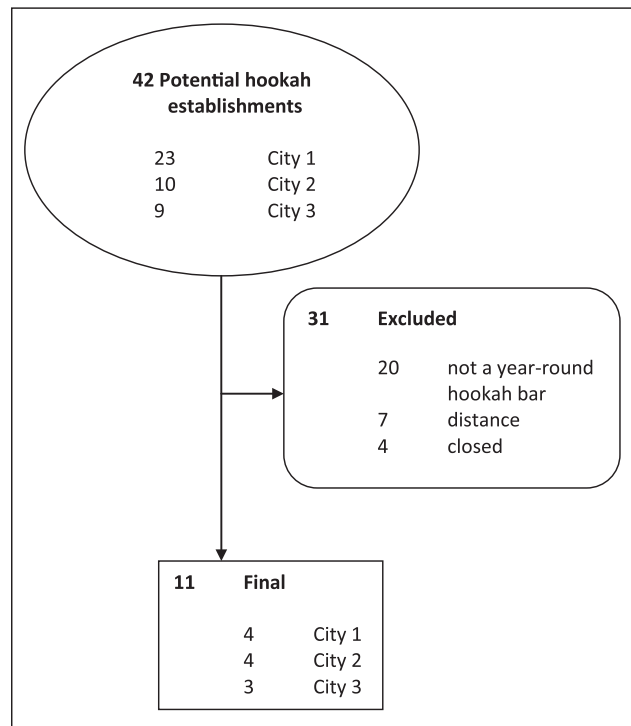 42 Potential hookah
establishments
23 City 1
10 City 2
9 City 3
31 Excluded
20 not a year-round
hookah bar
7 distance
4 closed
11 Final
4 City 1
4 City 2
3 City 3